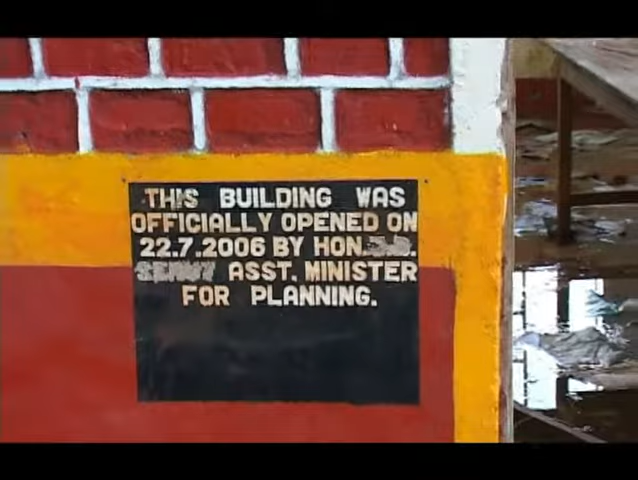 THIS BUILDING WAS
OFFICIALLY OPENED ON
22.7.2006 BY HON.
ASST. MINISTER
FOR PLANNING.